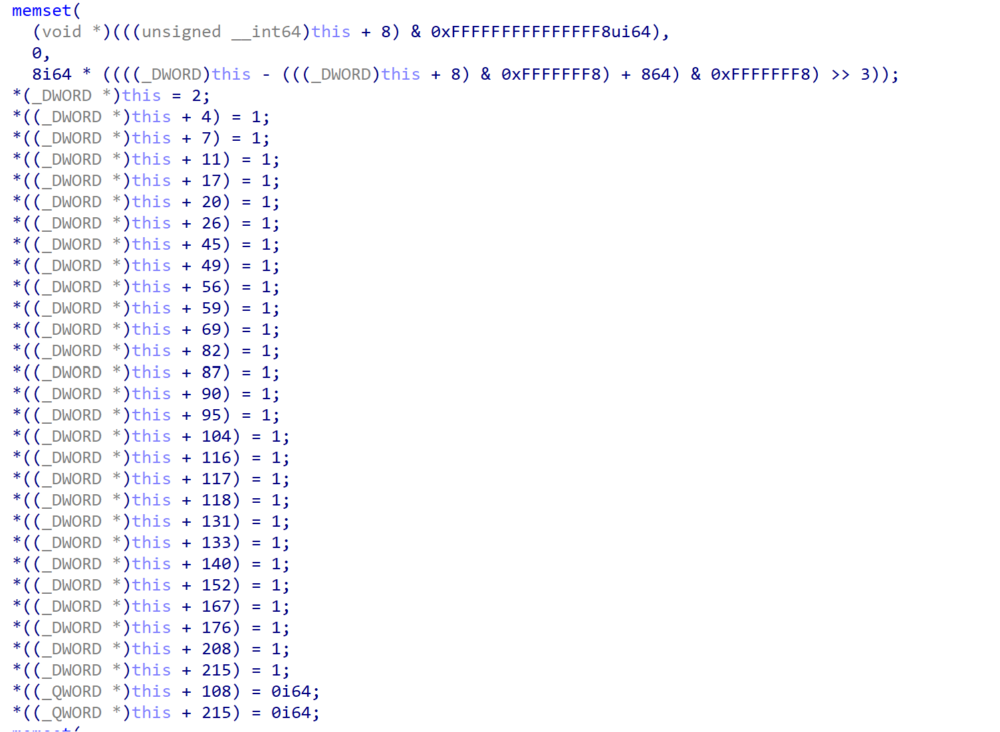 memset(
(void *)(((unsigned __int64)this + 8) & 0xFFFFFFFFFFFFFFF8ui64),
0,
8i64 * ((((_DWORD)this - (((_DWORD)this + 8) & 0xFFFFFFF8) + 864) & 0xFFFFFFF8) >> 3));
*(_DWORD *)this = 2;
*((_DWORD *)this + 4) = 1;
*((_DWORD *)this + 7) = 1;
*((_DWORD *)this + 11) = 1;
*((_DWORD *)this + 17) = 1;
*((_DWORD *)this + 20) = 1;
*((_DWORD *)this + 26) = 1;
*((_DWORD *)this + 45) = 1;
*((_DWORD *)this + 49) = 1;
*((_DWORD *)this + 56) = 1;
*((_DWORD *)this + 59) = 1;
*((_DWORD *)this + 69) = 1;
*((_DWORD *)this + 82) = 1;
*((_DWORD *)this + 87) = 1;
*((_DWORD *)this + 90) = 1;
*((_DWORD *)this + 95) = 1;
*((_DWORD *)this + 104) = 1;
*((_DWORD *)this + 116) = 1;
*((_DWORD *)this + 117) = 1;
*((_DWORD *)this + 118) = 1;
*((_DWORD *)this + 131) = 1;
*((_DWORD *)this + 133) = 1;
*((_DWORD *)this + 140) = 1;
*((_DWORD *)this + 152) = 1;
*((_DWORD *)this + 167) = 1;
*((_DWORD *)this + 176) = 1;
*((_DWORD *)this + 208) = 1;
*((_DWORD *)this + 215) = 1;
*((_QWORD *)this + 108) = 0i64;
*((_QWORD *)this + 215) = 0i64;